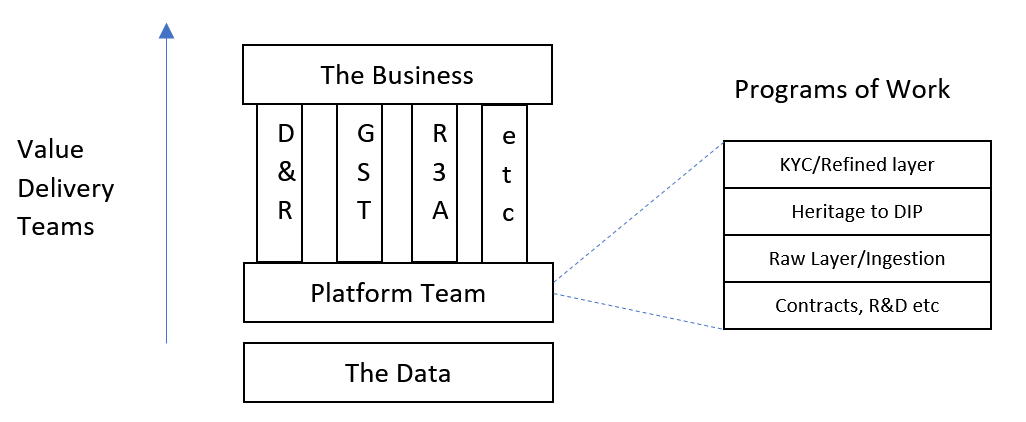 The Business
Programs of Work
Value
Delivery
Teams
D
&
R
G
S
T
R
3
A
e
t
c
KYC/Refined layer
Heritage to DIP
Raw Layer/Ingestion
Contracts, R&D etc
Platform Team
The Data